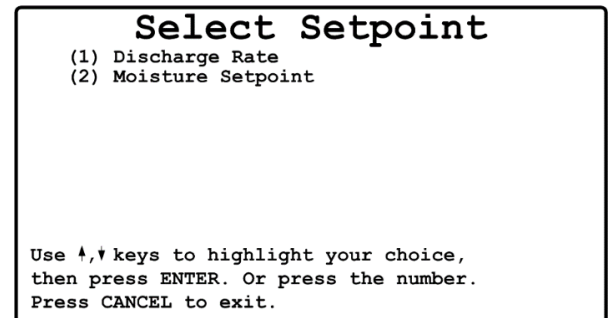 Select Setpoint
(1) Discharge Rate
(2) Moisture Setpoint
Use ↑,↓ keys to highlight your choice,
then press ENTER. Or press the number.
Press CANCEL to exit.